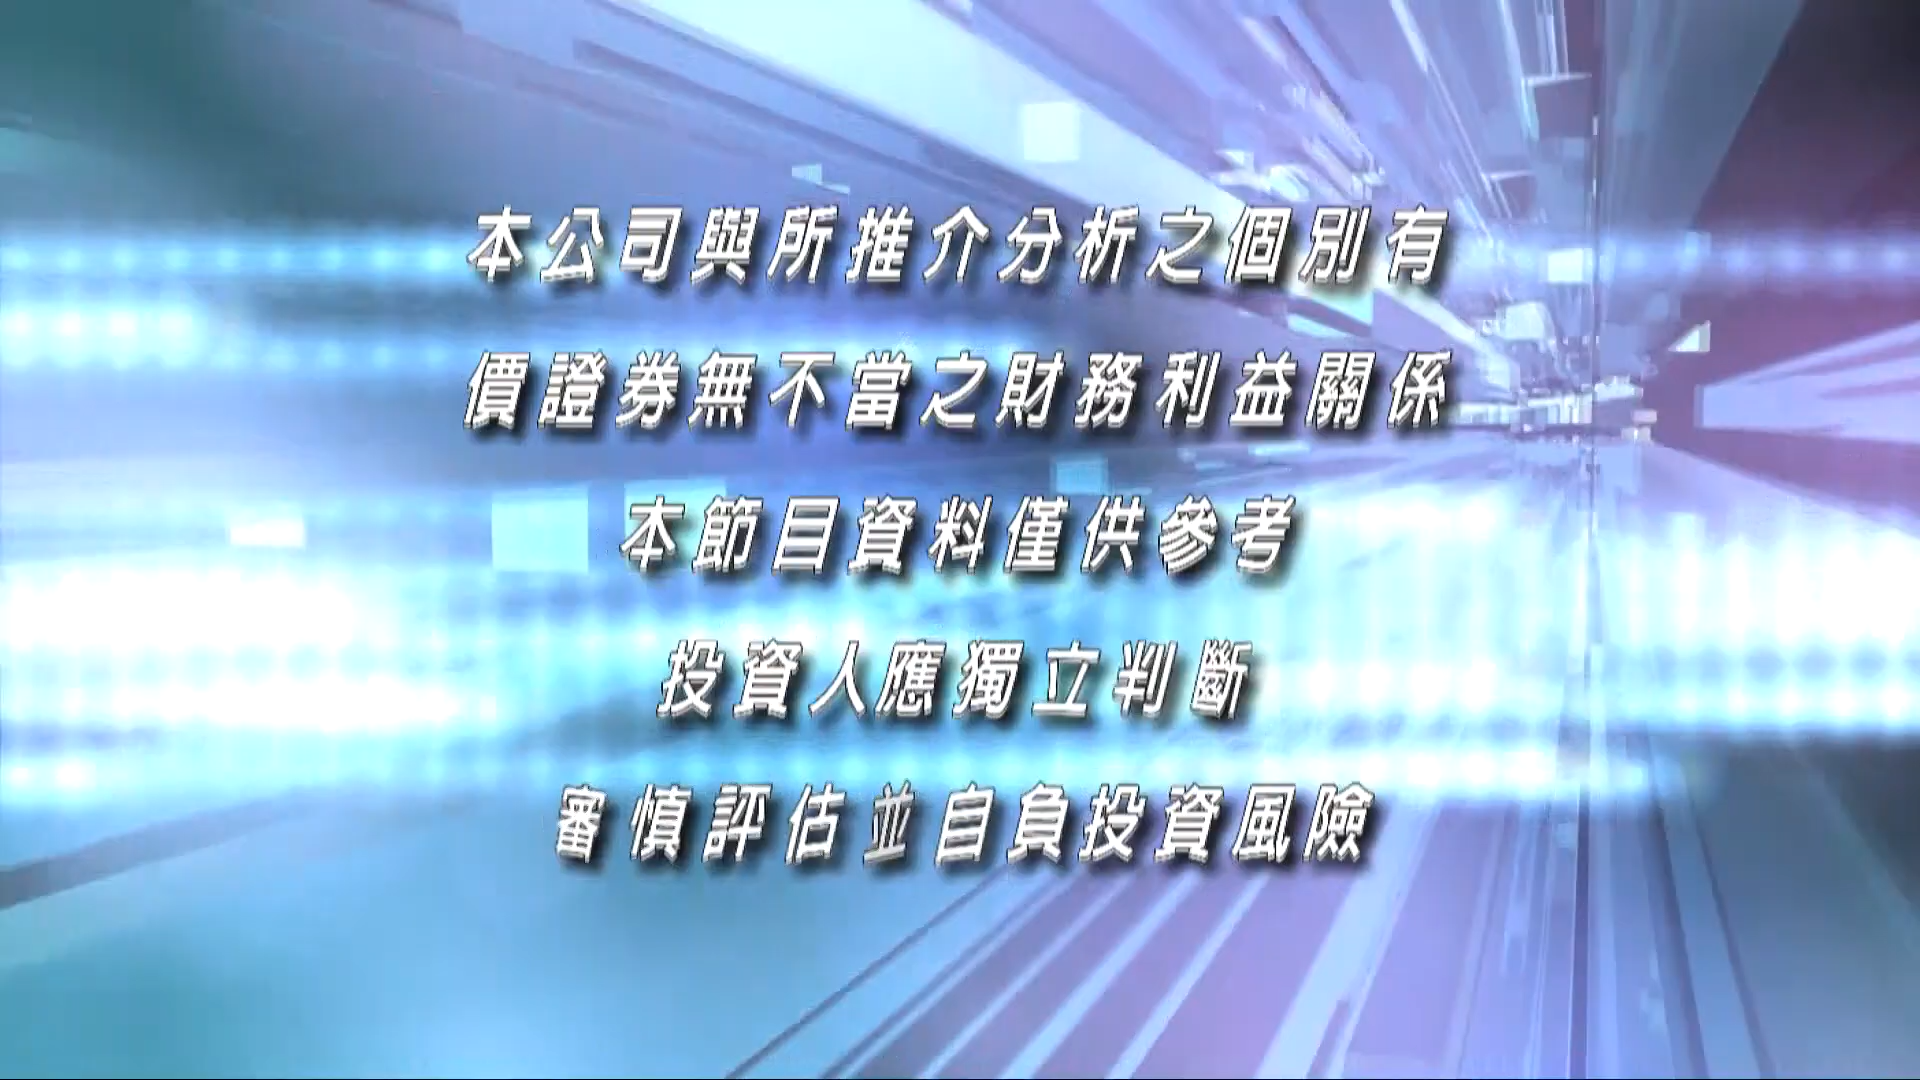 本公司與所推介分析之個別有
價證券無不當之財務利益關係
本節目資料僅供參考
投資人應獨立判斷
審慎評估並自負投資風險